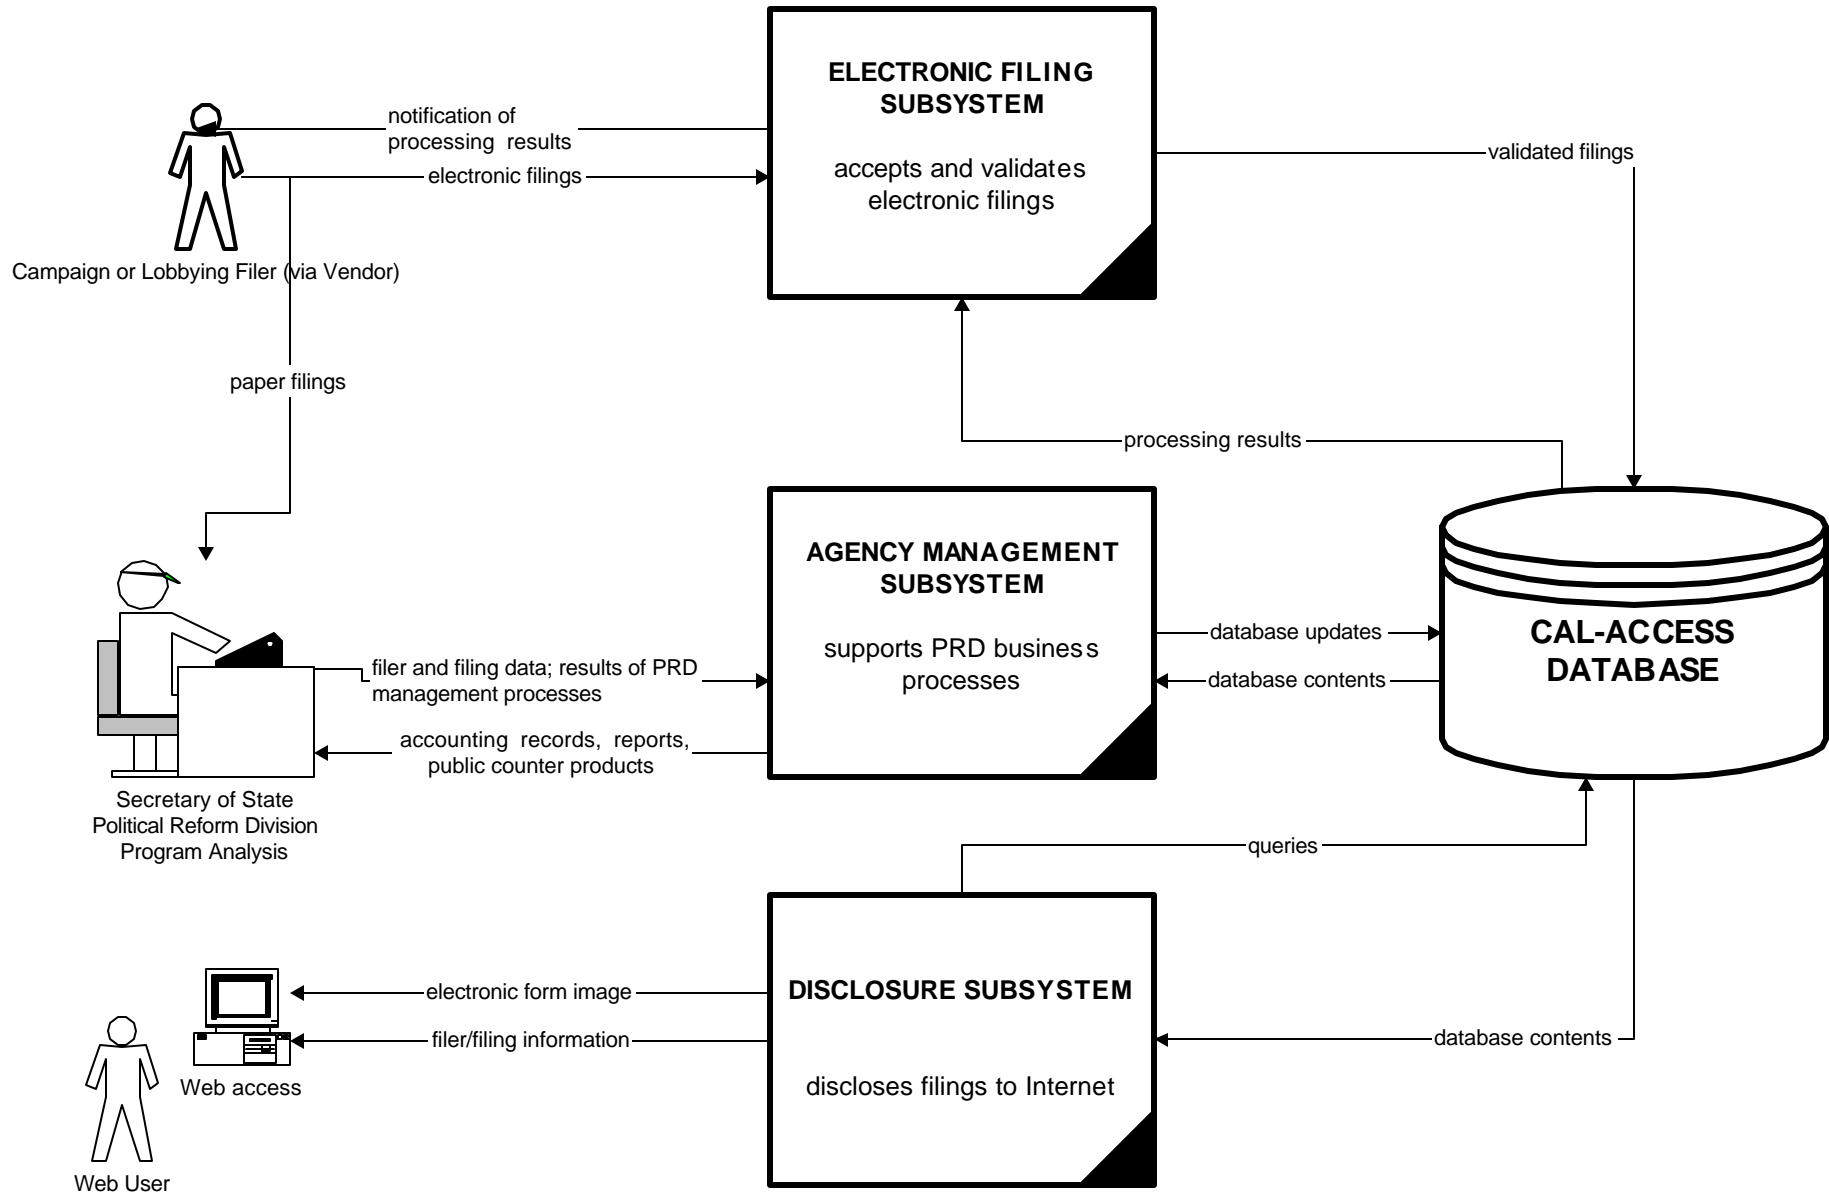 ELECTRONIC FILING
SUBSYSTEM
accepts and validates
electronic filings
notification of
processing results
electronic filings
validated filings
Campaign or Lobbying Filer (via Vendor)
paper filings
processing results
AGENCY MANAGEMENT
SUBSYSTEM
supports PRD business
processes
database updates
database contents
CAL-ACCESS
DATABASE
filer and filing data; results of PRD
management processes
accounting records, reports,
public counter products
Secretary of State
Political Reform Division
Program Analysis
queries
DISCLOSURE SUBSYSTEM
discloses filings to Internet
electronic form image
filer/filing information
database contents
Web access
Web User